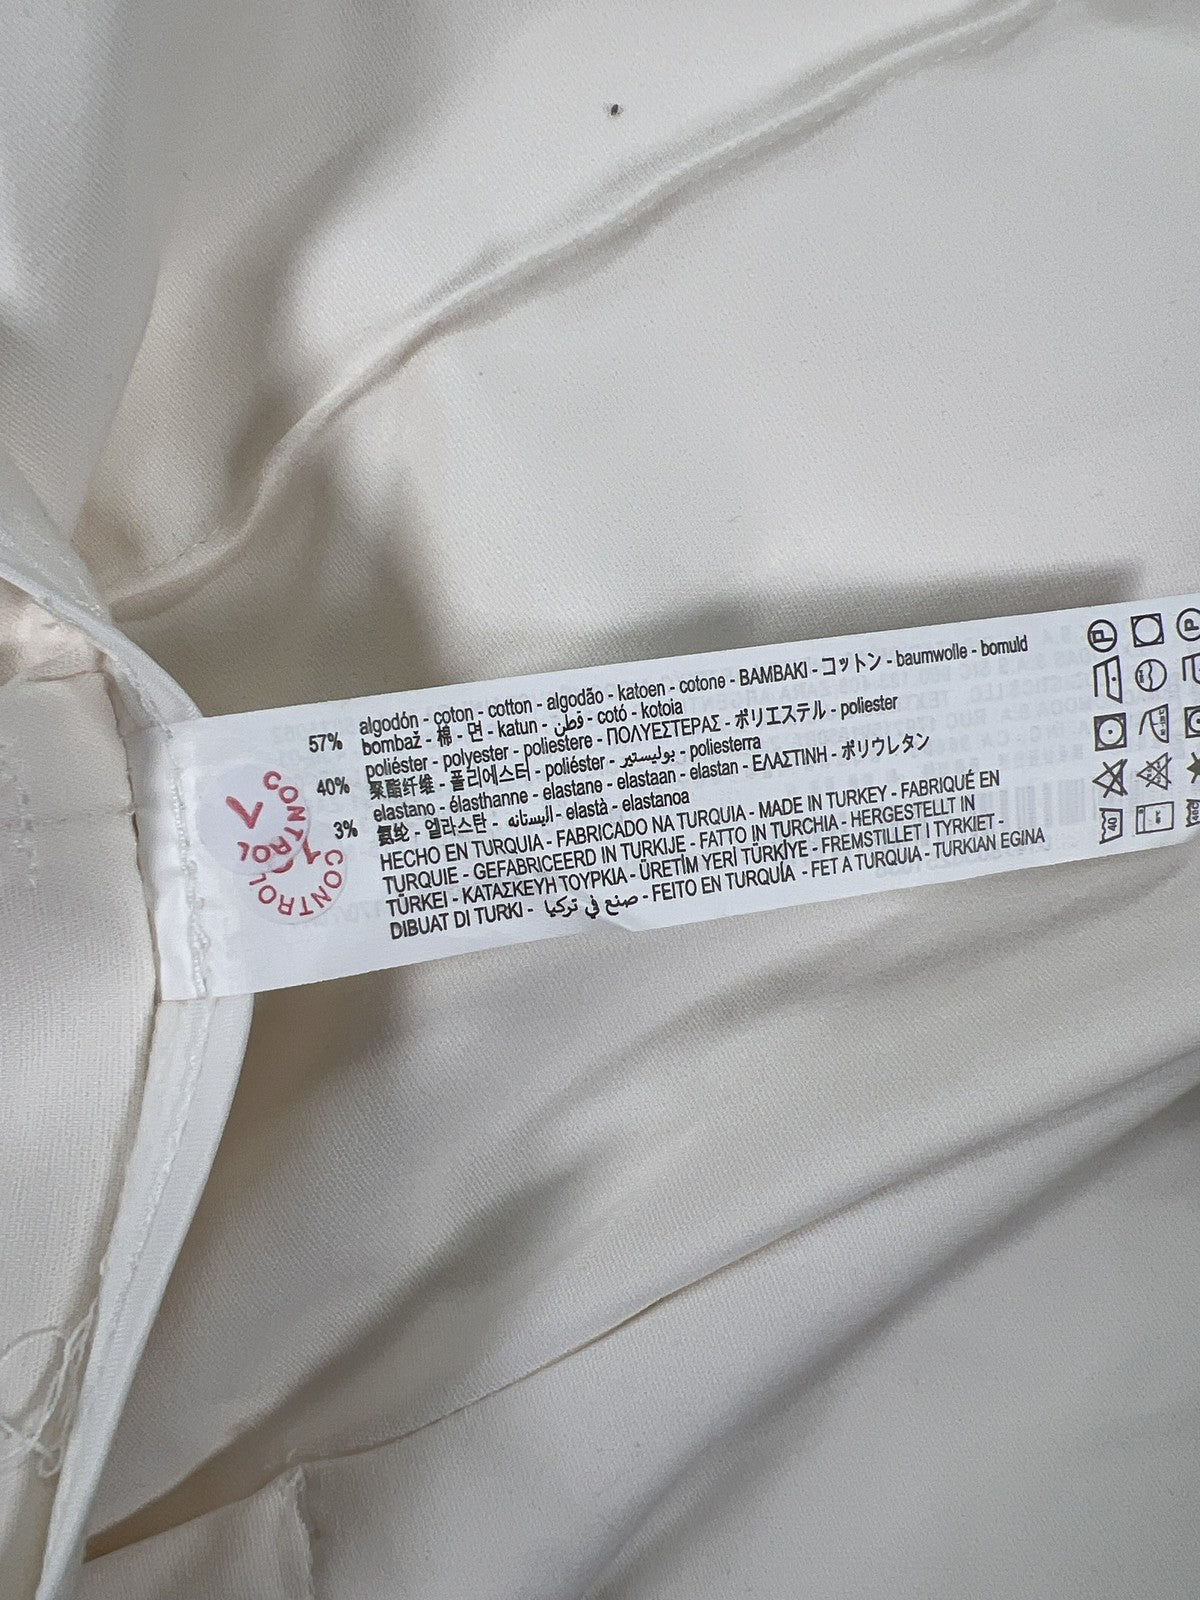 57% algodón - coton - cotton - algodão - katoen - cotone - BAMBAKI - コットン - baumwolle - bomuld
bombaž - 棉 - 면 - katun - قطن - cotó - kotoia
40% poliéster - polyester - poliestere - ΠΟΛΥΕΣΤΕΡΑΣ - ポリエステル - poliester
聚酯纤维 - 폴리에스터 - poliéster - بوليستير - poliesterra
3% elastano - élasthanne - elastane - elastaan - elastan - ΕΛΑΣΤΙΝΗ - ポリウレタン
氨纶 - 엘라스탄 - اليستانه - elastà - elastanoa
HECHO EN TURQUIA - FABRICADO NA TURQUIA - MADE IN TURKEY - FABRIQUÉ EN
TURQUIE - GEFABRICEERD IN TURKIJE - FATTO IN TURCHIA - HERGESTELLT IN
TÜRKEI - ΚΑΤΑΣΚΕΥΗ ΤΟΥΡΚΙΑ - ÜRETİM YERİ TÜRKİYE - FREMSTILLET I TYRKIET -
DIBUAT DI TURKI - صنع في تركيا - FEITO EN TURQUÍA - FET A TURQUIA - TURKIAN EGINA
CONTROL
1
CONTROL
1
P
P
40